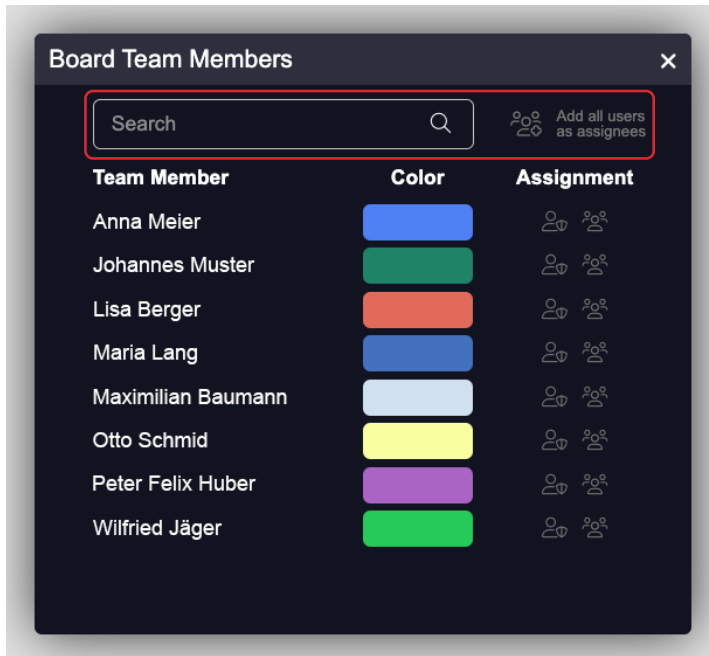 Board Team Members
Search
Add all users
as assignees
Team Member Color Assignment
Anna Meier
Johannes Muster
Lisa Berger
Maria Lang
Maximilian Baumann
Otto Schmid
Peter Felix Huber
Wilfried Jäger